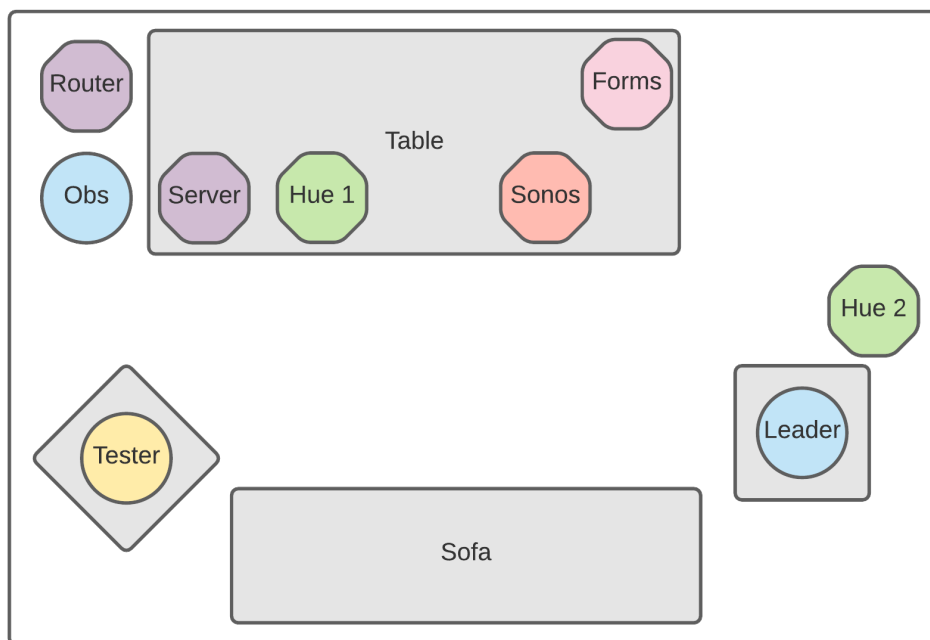 Router
Forms
Table
Obs
Server
Hue 1
Sonos
Hue 2
Leader
Tester
Sofa